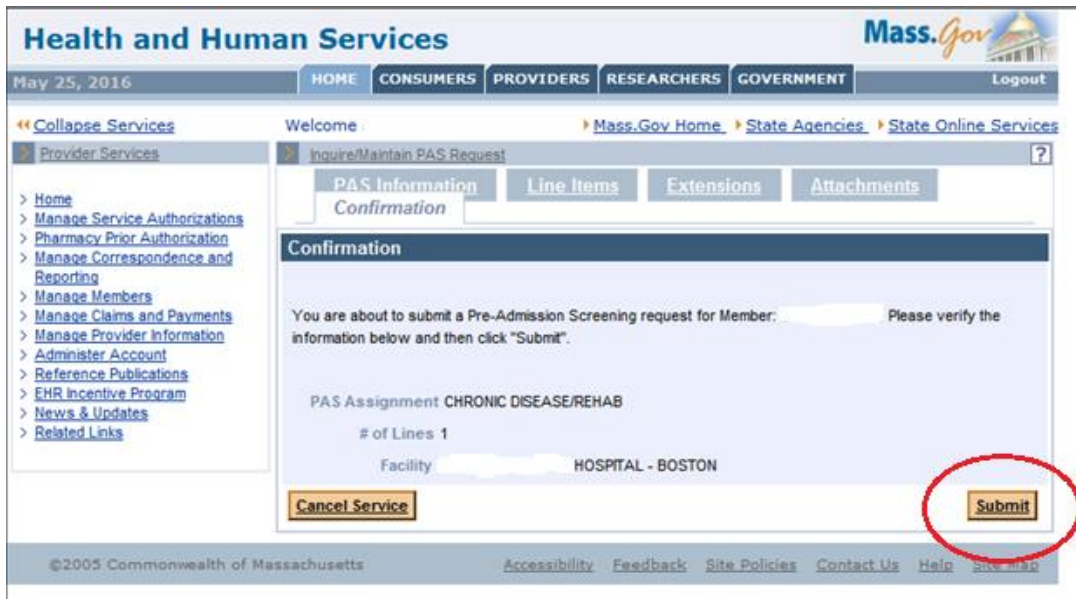 Health and Human Services
Mass.Gov
May 25, 2016
HOME CONSUMERS PROVIDERS RESEARCHERS GOVERNMENT
Logout
Collapse Services
Welcome
Mass.Gov Home State Agencies State Online Services
Provider Services
Inquire/Maintain PAS Request
?
PAS Information Line Items Extensions Attachments
Confirmation
> Home
> Manage Service Authorizations
> Pharmacy Prior Authorization
> Manage Correspondence and
Reporting
> Manage Members
> Manage Claims and Payments
> Manage Provider Information
> Administer Account
> Reference Publications
> EHR Incentive Program
> News & Updates
> Related Links
Confirmation
You are about to submit a Pre-Admission Screening request for Member: Please verify the
information below and then click "Submit".
PAS Assignment CHRONIC DISEASE/REHAB
# of Lines 1
Facility HOSPITAL - BOSTON
Cancel Service
Submit
©2005 Commonwealth of Massachusetts
Accessibility Feedback Site Policies Contact Us Help Site Map